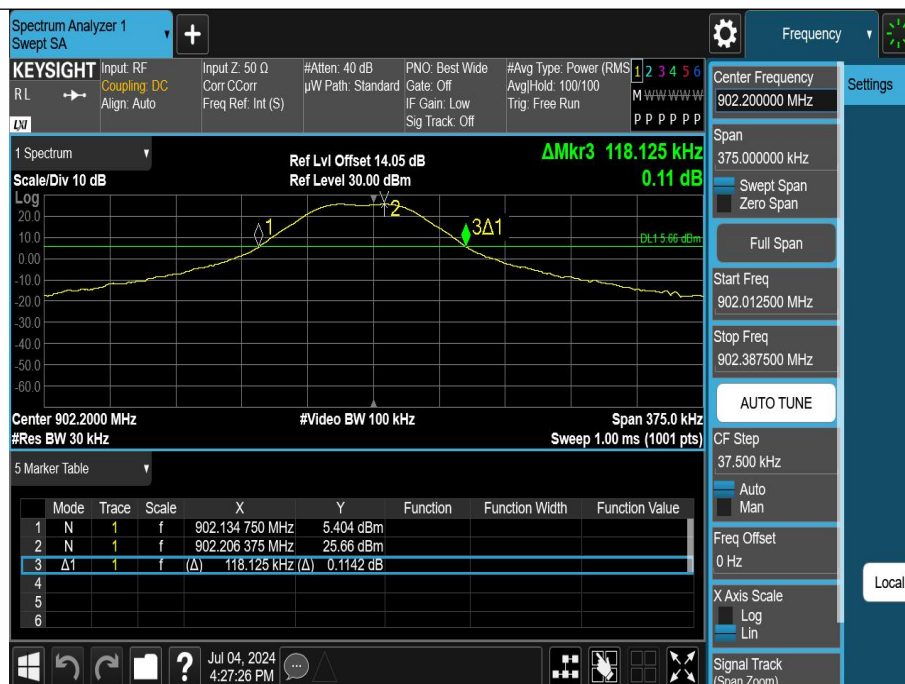 Spectrum Analyzer 1
Swept SA
+
Frequency
KEYSIGHT
RL
LXI
Input: RF
Coupling: DC
Align: Auto
Input Z: 50 Ω
Corr CCorr
Freq Ref: Int (S)
#Atten: 40 dB
µW Path: Standard
PNO: Best Wide
Gate: Off
IF Gain: Low
Sig Track: Off
#Avg Type: Power (RMS
Avg|Hold: 100/100
Trig: Free Run
1 2 3 4 5 6
M W W W W W
P P P P P P
1 Spectrum
Scale/Div 10 dB
Ref Lvl Offset 14.05 dB
Ref Level 30.00 dBm
ΔMkr3 118.125 kHz
0.11 dB
Log
20.0
10.0
0.00
-10.0
-20.0
-30.0
-40.0
-50.0
-60.0
1
2
3Δ1
DL1 5.66 dBm
Center 902.2000 MHz
#Video BW 100 kHz
Span 375.0 kHz
#Res BW 30 kHz
Sweep 1.00 ms (1001 pts)
5 Marker Table
Mode Trace Scale X Y Function Function Width Function Value
1 N 1 f 902.134 750 MHz 5.404 dBm
2 N 1 f 902.206 375 MHz 25.66 dBm
3 Δ1 1 f (Δ) 118.125 kHz (Δ) 0.1142 dB
4
5
6
Center Frequency
902.200000 MHz
Span
375.000000 kHz
Swept Span
Zero Span
Full Span
Start Freq
902.012500 MHz
Stop Freq
902.387500 MHz
AUTO TUNE
CF Step
37.500 kHz
Auto
Man
Freq Offset
0 Hz
X Axis Scale
Log
Lin
Signal Track
(Span Zoom)
Settings
Local
?
Jul 04, 2024
4:27:26 PM